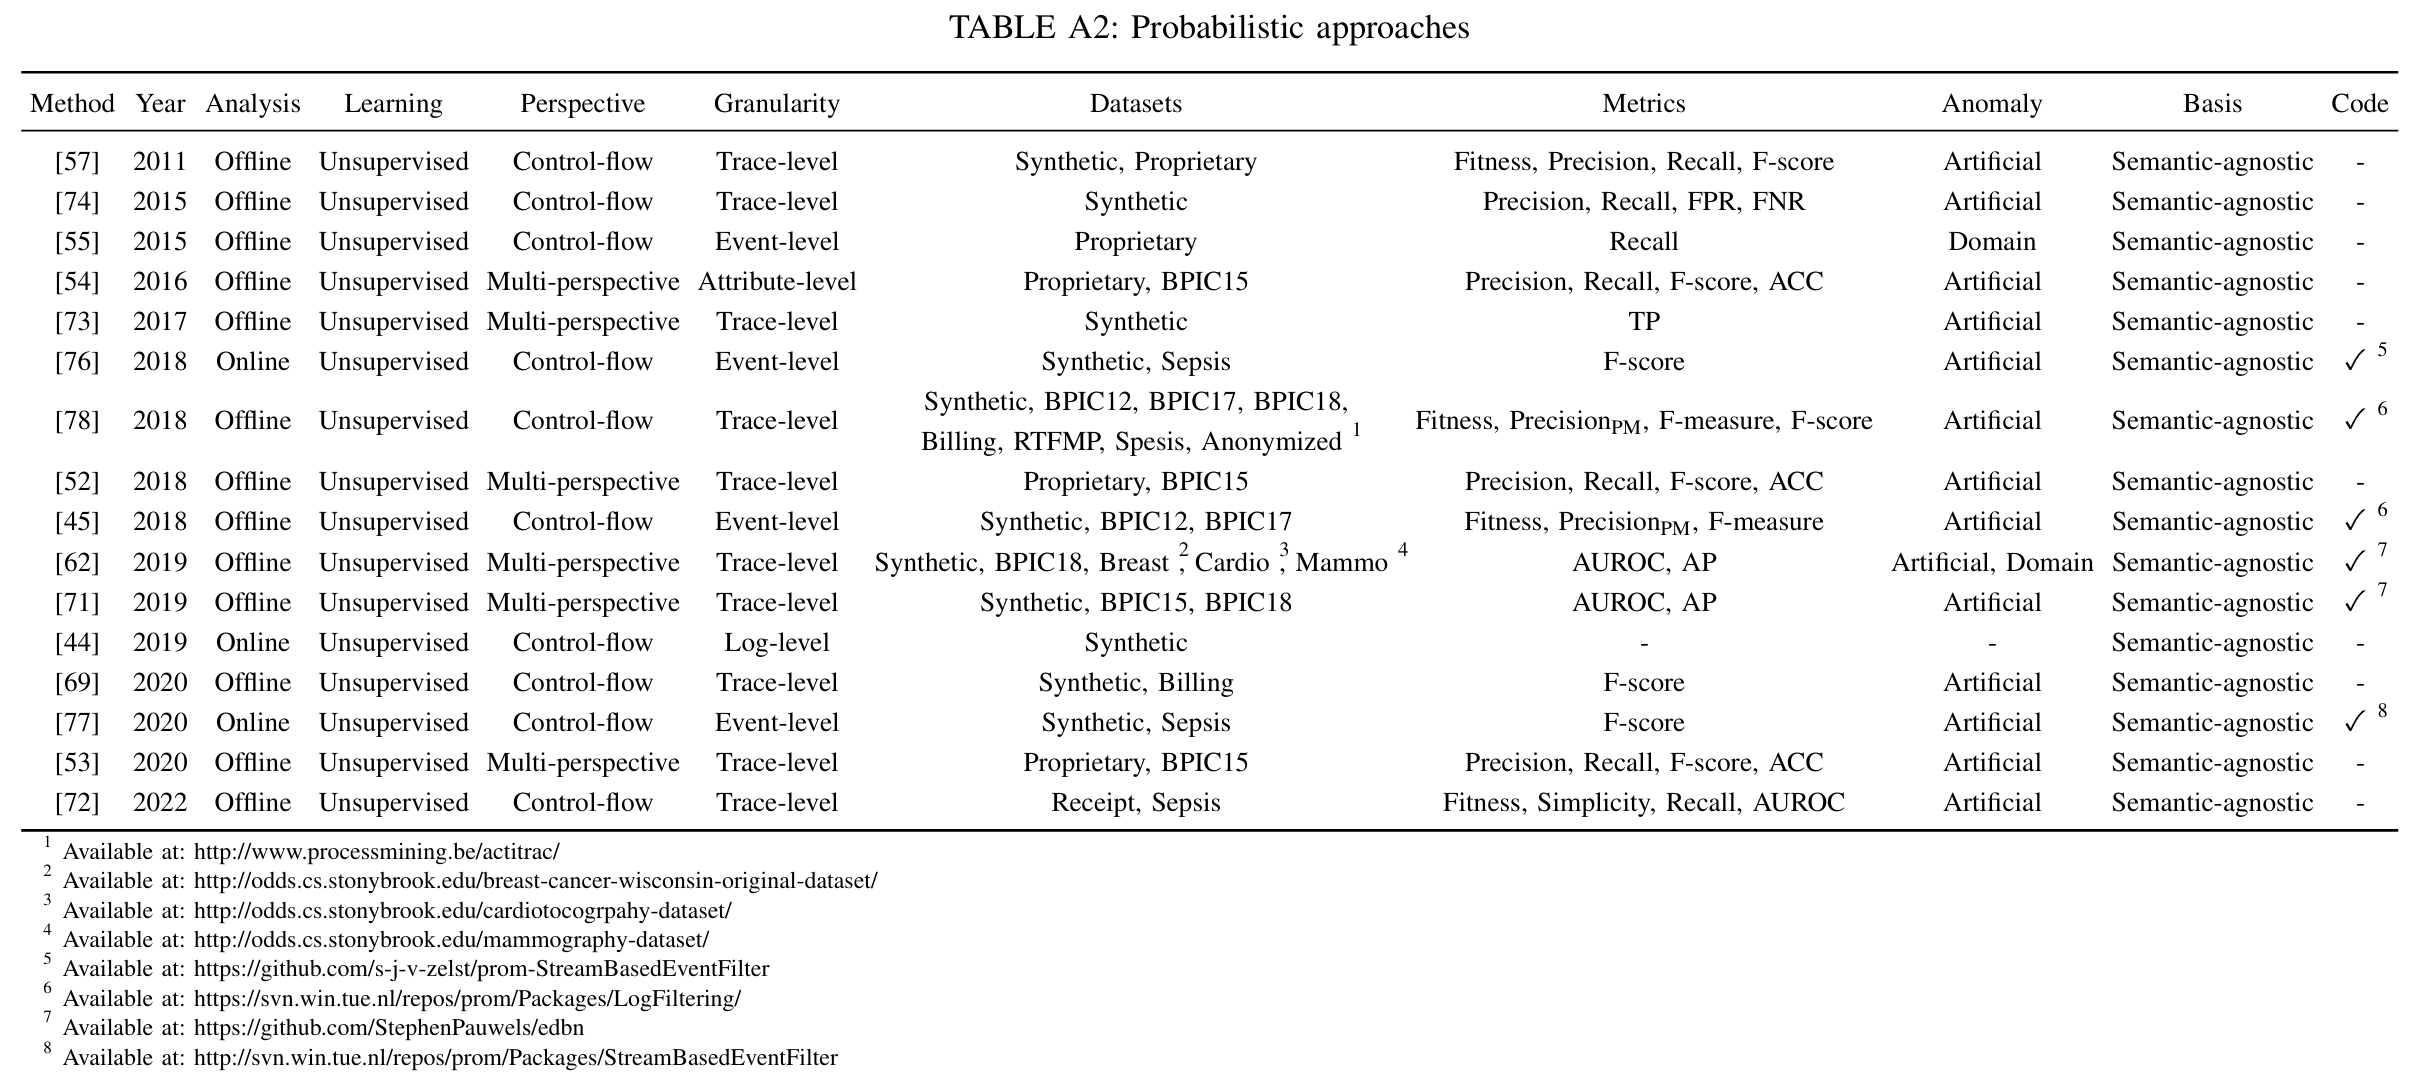 TABLE A2: Probabilistic approaches
Method Year Analysis Learning Perspective Granularity Datasets Metrics Anomaly Basis Code
[57] 2011 Offline Unsupervised Control-flow Trace-level Synthetic, Proprietary Fitness, Precision, Recall, F-score Artificial Semantic-agnostic -
[74] 2015 Offline Unsupervised Control-flow Trace-level Synthetic Precision, Recall, FPR, FNR Artificial Semantic-agnostic -
[55] 2015 Offline Unsupervised Control-flow Event-level Proprietary Recall Domain Semantic-agnostic -
[54] 2016 Offline Unsupervised Multi-perspective Attribute-level Proprietary, BPIC15 Precision, Recall, F-score, ACC Artificial Semantic-agnostic -
[73] 2017 Offline Unsupervised Multi-perspective Trace-level Synthetic TP Artificial Semantic-agnostic -
[76] 2018 Online Unsupervised Control-flow Event-level Synthetic, Sepsis F-score Artificial Semantic-agnostic ✓ 5
[78] 2018 Offline Unsupervised Control-flow Trace-level Synthetic, BPIC12, BPIC17, BPIC18,
Billing, RTFMP, Spesis, Anonymized 1 Fitness, PrecisionPM, F-measure, F-score Artificial Semantic-agnostic ✓ 6
[52] 2018 Offline Unsupervised Multi-perspective Trace-level Proprietary, BPIC15 Precision, Recall, F-score, ACC Artificial Semantic-agnostic -
[45] 2018 Offline Unsupervised Control-flow Event-level Synthetic, BPIC12, BPIC17 Fitness, PrecisionPM, F-measure Artificial Semantic-agnostic ✓ 6
[62] 2019 Offline Unsupervised Multi-perspective Trace-level Synthetic, BPIC18, Breast 2, Cardio 3, Mammo 4 AUROC, AP Artificial, Domain Semantic-agnostic ✓ 7
[71] 2019 Offline Unsupervised Multi-perspective Trace-level Synthetic, BPIC15, BPIC18 AUROC, AP Artificial Semantic-agnostic ✓ 7
[44] 2019 Online Unsupervised Control-flow Log-level Synthetic - - Semantic-agnostic -
[69] 2020 Offline Unsupervised Control-flow Trace-level Synthetic, Billing F-score Artificial Semantic-agnostic -
[77] 2020 Online Unsupervised Control-flow Event-level Synthetic, Sepsis F-score Artificial Semantic-agnostic ✓ 8
[53] 2020 Offline Unsupervised Multi-perspective Trace-level Proprietary, BPIC15 Precision, Recall, F-score, ACC Artificial Semantic-agnostic -
[72] 2022 Offline Unsupervised Control-flow Trace-level Receipt, Sepsis Fitness, Simplicity, Recall, AUROC Artificial Semantic-agnostic -
1 Available at: http://www.processmining.be/actitrac/
2 Available at: http://odds.cs.stonybrook.edu/breast-cancer-wisconsin-original-dataset/
3 Available at: http://odds.cs.stonybrook.edu/cardiotocogrpahy-dataset/
4 Available at: http://odds.cs.stonybrook.edu/mammography-dataset/
5 Available at: https://github.com/s-j-v-zelst/prom-StreamBasedEventFilter
6 Available at: https://svn.win.tue.nl/repos/prom/Packages/LogFiltering/
7 Available at: https://github.com/StephenPauwels/edbn
8 Available at: http://svn.win.tue.nl/repos/prom/Packages/StreamBasedEventFilter